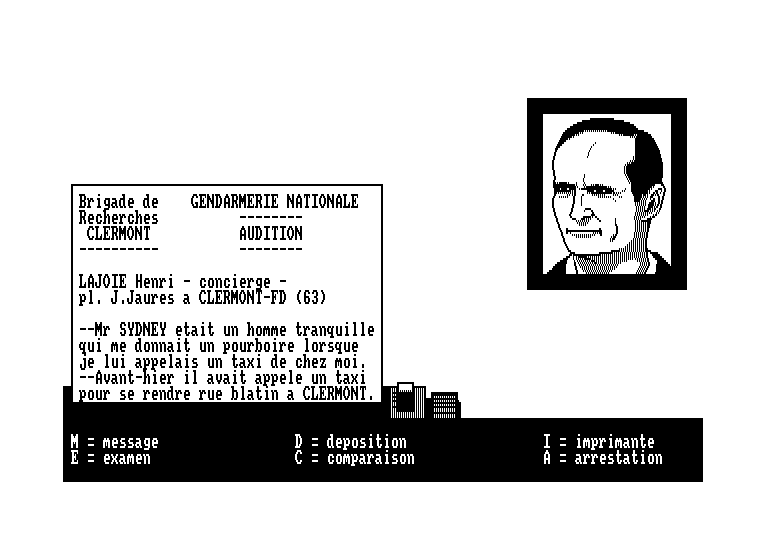 Brigade de GENDARMERIE NATIONALE
Recherches --------
CLERMONT AUDITION
---------- --------
LAJOIE Henri - concierge -
pl. J.Jaures a CLERMONT-FD (63)
--Mr SYDNEY etait un homme tranquille
qui me donnait un pourboire lorsque
je lui appelais un taxi de chez moi.
--Avant-hier il avait appele un taxi
pour se rendre rue blatin a CLERMONT.
M = message D = deposition I = imprimante
E = examen C = comparaison A = arrestation